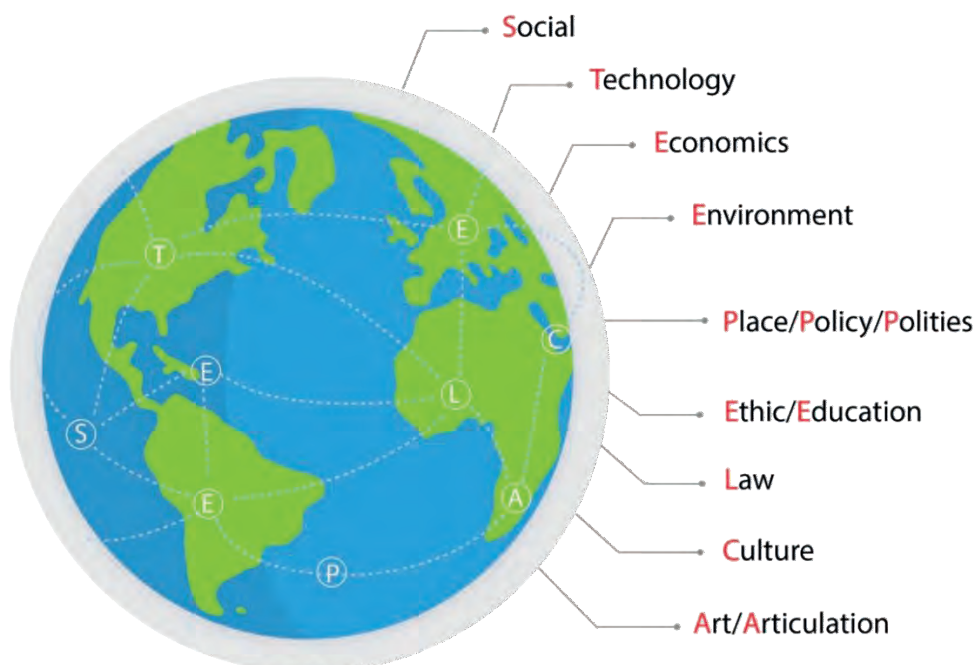 Social
Technology
Economics
Environment
Place/Policy/Polities
Ethic/Education
Law
Culture
Art/Articulation
T
E
C
E
L
S
E
A
P